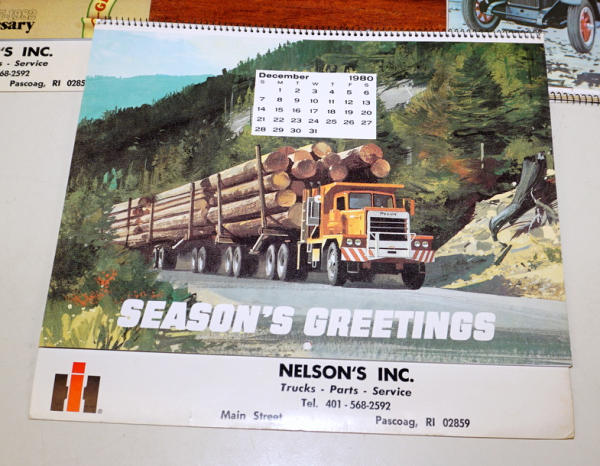 1982
sary
'S INC.
s - Service
68-2592
Pascoag, RI 0285
December 1980
S M T W T F S
1 2 3 4 5 6
7 8 9 10 11 12 13
14 15 16 17 18 19 20
21 22 23 24 25 26 27
28 29 30 31
SEASON'S GREETINGS
NELSON'S INC.
Trucks - Parts - Service
Tel. 401-568-2592
Main Street Pascoag, RI 02859